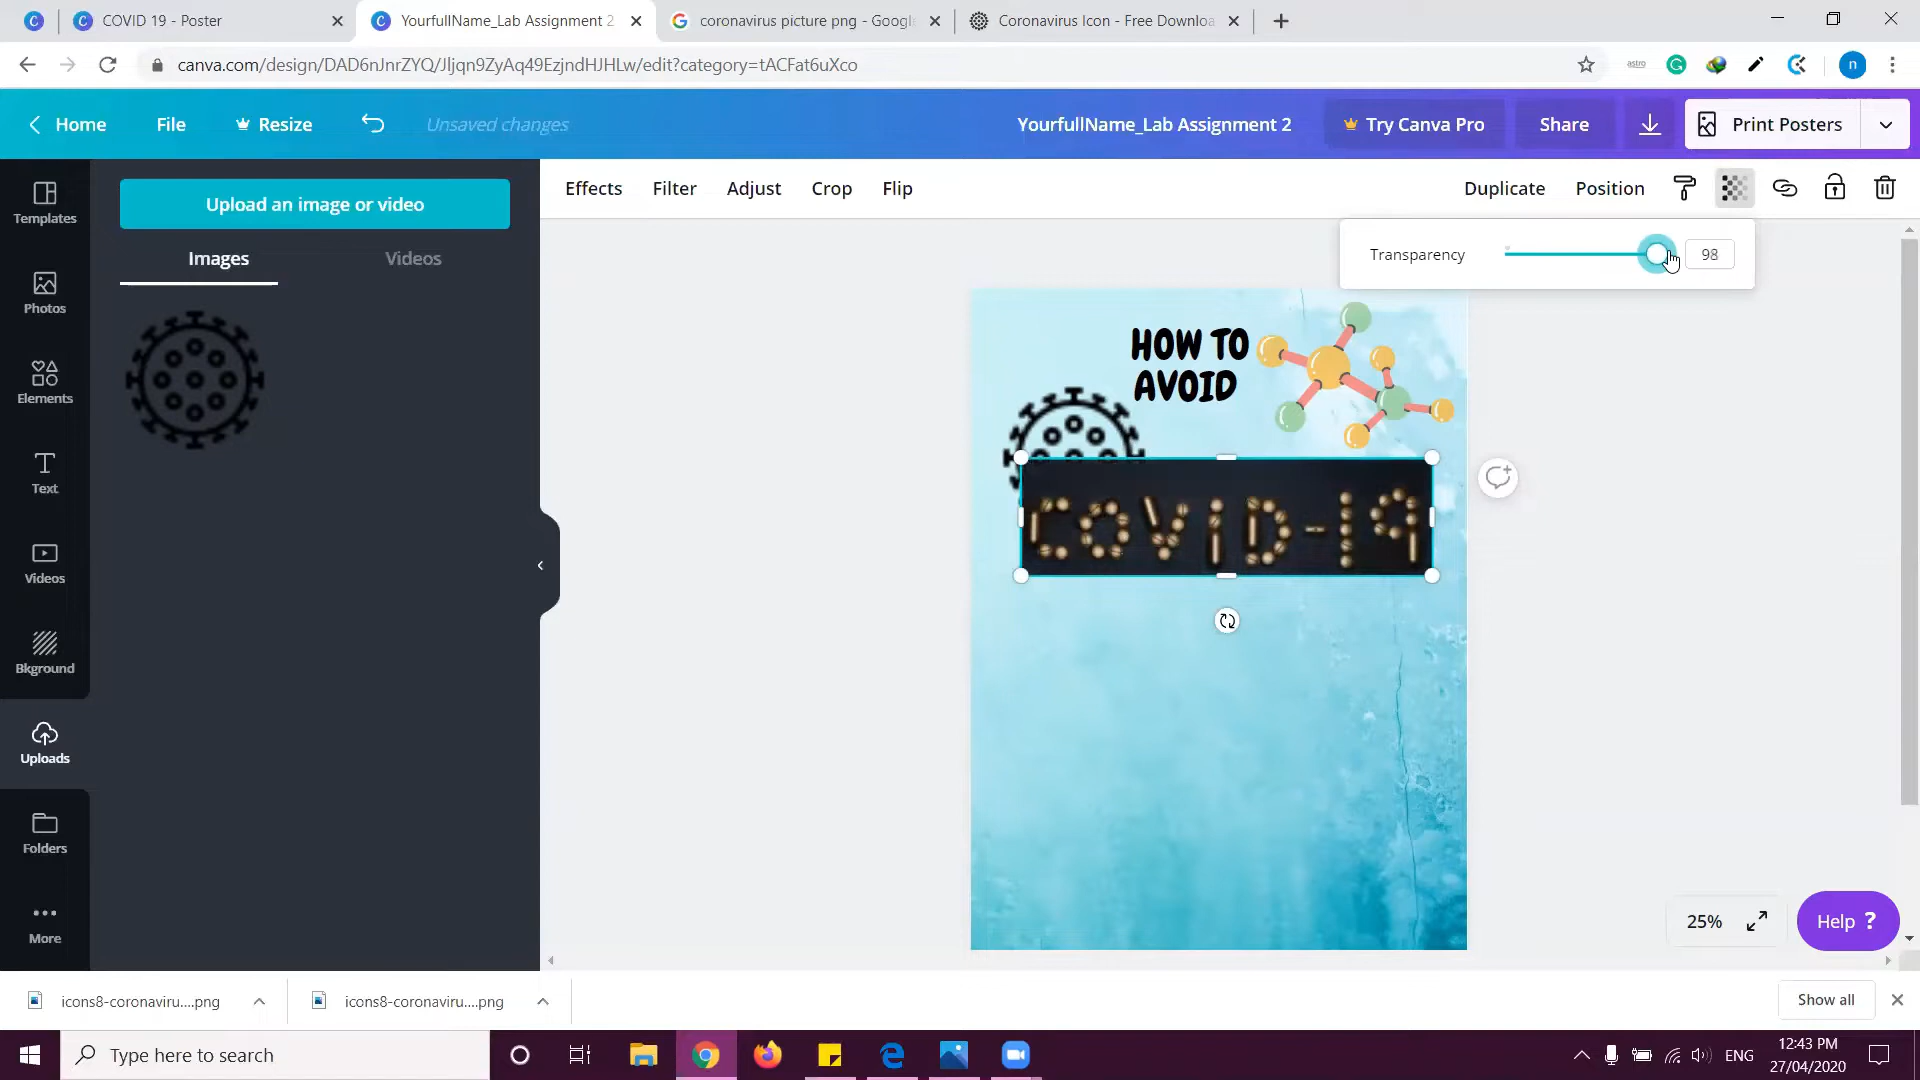 COVID 19 - Poster
YourfullName_Lab Assignment 2
coronavirus picture png - Googl
Coronavirus Icon - Free Downloa
canva.com/design/DAD6nJnrZYQ/Jljqn9ZyAq49EzjndHJHLw/edit?category=tACFat6uXco
astro
n
Home
File
Resize
Unsaved changes
YourfullName_Lab Assignment 2
Try Canva Pro
Share
Print Posters
Templates
Photos
Elements
Text
Videos
Bkground
Uploads
Folders
More
Upload an image or video
Images
Videos
Effects
Filter
Adjust
Crop
Flip
Duplicate
Position
Transparency
98
HOW TO
AVOID
COVID-19
25%
Help ?
icons8-coronaviru....png
icons8-coronaviru....png
Show all
Type here to search
ENG
12:43 PM
27/04/2020